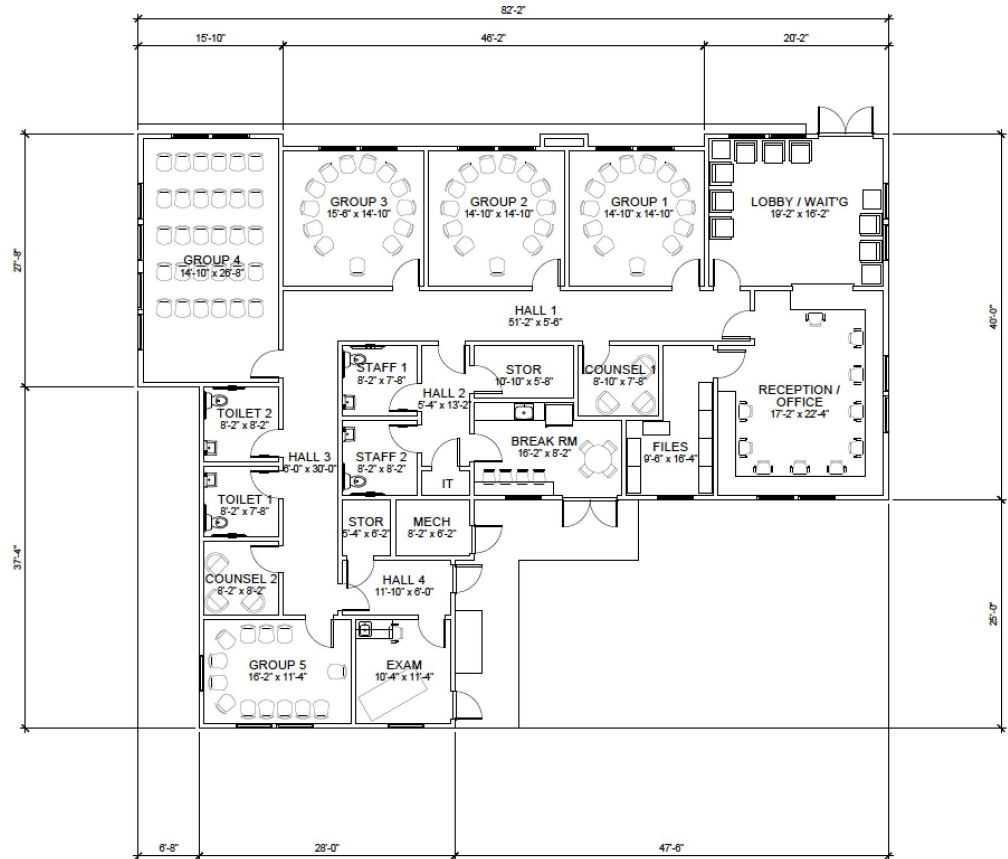 82'-2"
15'-10"
46'-2"
20'-2"
27'-8"
37'-4"
40'-0"
25'-0"
GROUP 3
15'-6" x 14'-10"
GROUP 2
14'-10" x 14'-10"
GROUP 1
14'-10" x 14'-10"
LOBBY / WAIT'G
19'-2" x 16'-2"
GROUP 4
14'-10" x 26'-8"
HALL 1
51'-2" x 5'-6"
STAFF 1
8'-2" x 7'-8"
HALL 2
5'-4" x 13'-2"
STOR
10'-10" x 5'-8"
COUNSEL 1
8'-10" x 7'-8"
RECEPTION /
OFFICE
17'-2" x 22'-4"
TOILET 2
8'-2" x 8'-2"
HALL 3
6'-0" x 30'-0"
STAFF 2
8'-2" x 8'-2"
BREAK RM
16'-2" x 8'-2"
FILES
9'-6" x 16'-4"
IT
TOILET 1
8'-2" x 7'-8"
STOR
5'-4" x 6'-2"
MECH
8'-2" x 6'-2"
COUNSEL 2
8'-2" x 8'-2"
HALL 4
11'-10" x 6'-0"
GROUP 5
16'-2" x 11'-4"
EXAM
10'-4" x 11'-4"
6'-8"
28'-0"
47'-6"